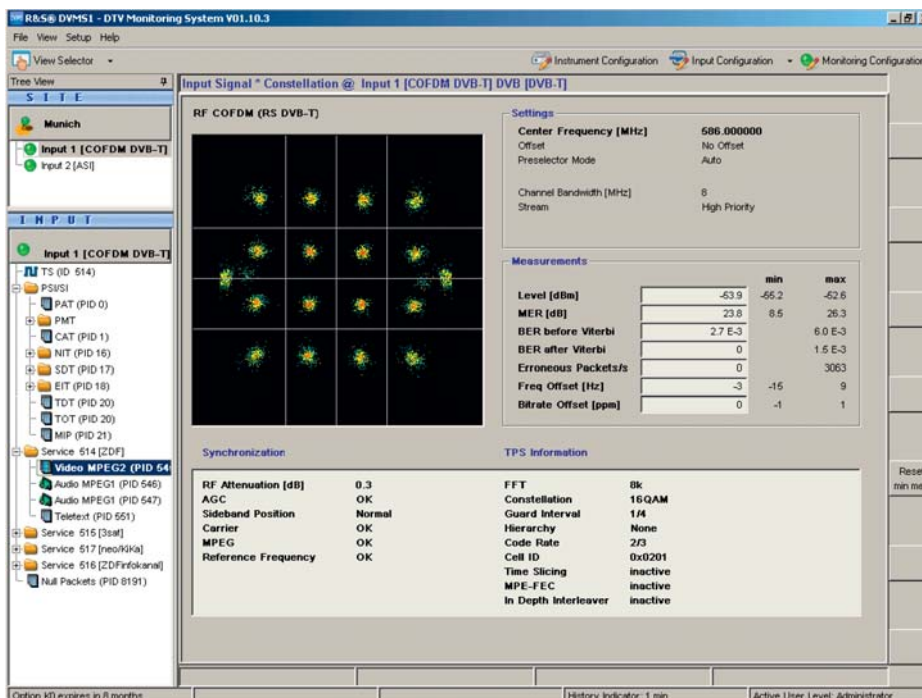 R&S® DVMS1 - DTV Monitoring System V01.10.3
File View Setup Help
View Selector
Instrument Configuration
Input Configuration
Monitoring Configuration
Tree View
SITE
Munich
Input 1 [COFDM DVB-T]
Input 2 [ASI]
INPUT
Input 1 [COFDM DVB-T]
TS (ID 514)
PSI/SI
PAT (PID 0)
PMT
CAT (PID 1)
NIT (PID 16)
SDT (PID 17)
EIT (PID 18)
TDT (PID 20)
TOT (PID 20)
MIP (PID 21)
Service 514 [ZDF]
Video MPEG2 (PID 54
Audio MPEG1 (PID 546)
Audio MPEG1 (PID 547)
Teletext (PID 551)
Service 515 [3sat]
Service 517 [neo/KiKa]
Service 516 [ZDFinfokanal]
Null Packets (PID 8191)
Input Signal * Constellation @ Input 1 [COFDM DVB-T] DVB [DVB-T]
RF COFDM (RS DVB-T)
Settings
Center Frequency [MHz] 586.000000
Offset No Offset
Preselector Mode Auto
Channel Bandwidth [MHz] 8
Stream High Priority
Measurements
min max
Level [dBm] -53.9 -55.2 -52.6
MER [dB] 23.8 8.5 26.3
BER before Viterbi 2.7 E-3 6.0 E-3
BER after Viterbi 0 1.5 E-3
Erroneous Packets/s 0 3063
Freq Offset [Hz] -3 -15 9
Bitrate Offset [ppm] 0 -1 1
Synchronization
RF Attenuation [dB] 0.3
AGC OK
Sideband Position Normal
Carrier OK
MPEG OK
Reference Frequency OK
TPS Information
FFT 8k
Constellation 16QAM
Guard Interval 1/4
Hierarchy None
Code Rate 2/3
Cell ID 0x0201
Time Slicing inactive
MPE-FEC inactive
In Depth Interleaver inactive
Rese
min me
Option K0 expires in 8 months
History Indicator: 1 min
Active User Level: Administrator